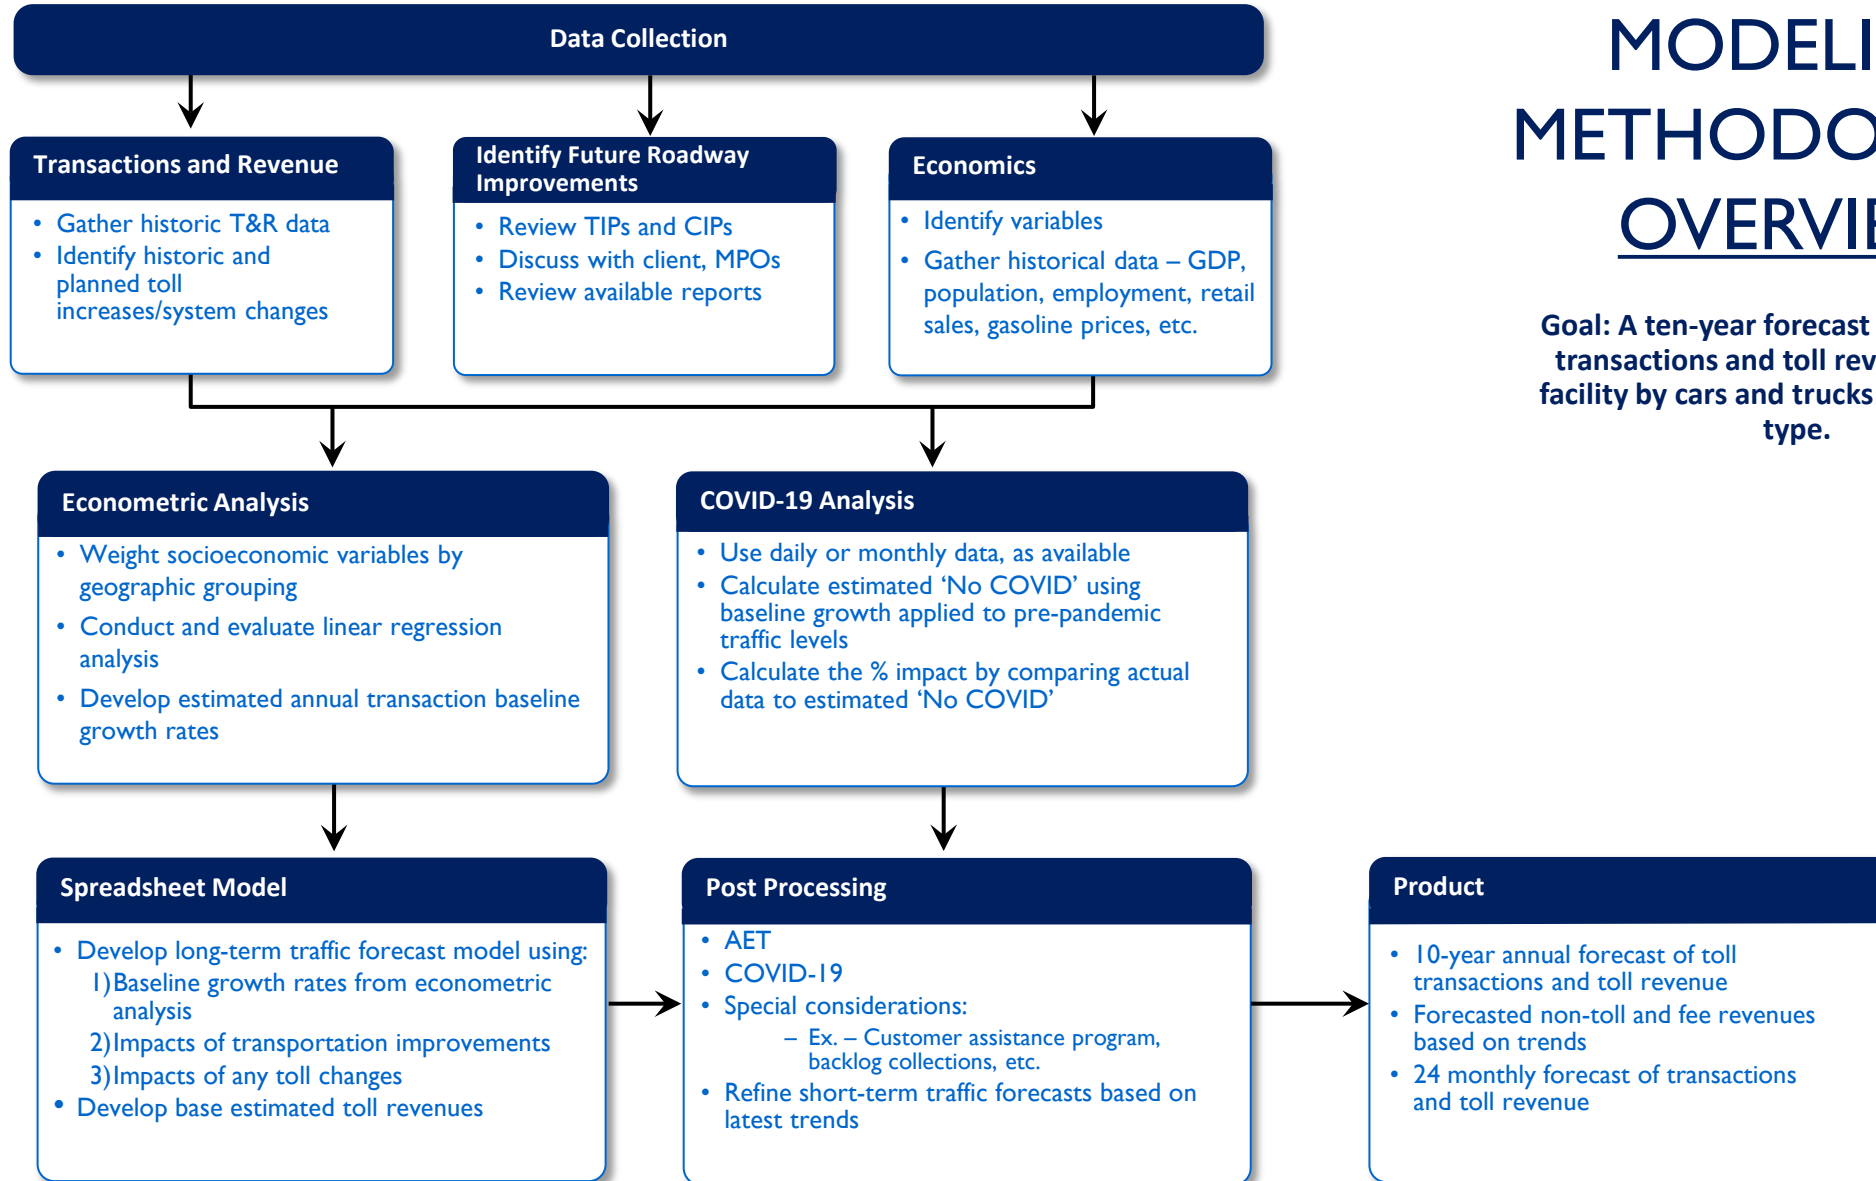 Data Collection
Transactions and Revenue
• Gather historic T&R data
• Identify historic and
planned toll
increases/system changes
Identify Future Roadway
Improvements
• Review TIPs and CIPs
• Discuss with client, MPOs
• Review available reports
Economics
• Identify variables
• Gather historical data – GDP,
population, employment, retail
sales, gasoline prices, etc.
MODELI
METHODO
OVERVIE
Goal: A ten-year forecast
transactions and toll rev
facility by cars and trucks
type.
Econometric Analysis
• Weight socioeconomic variables by
geographic grouping
• Conduct and evaluate linear regression
analysis
• Develop estimated annual transaction baseline
growth rates
COVID-19 Analysis
• Use daily or monthly data, as available
• Calculate estimated ‘No COVID’ using
baseline growth applied to pre-pandemic
traffic levels
• Calculate the % impact by comparing actual
data to estimated ‘No COVID’
Spreadsheet Model
• Develop long-term traffic forecast model using:
1)Baseline growth rates from econometric
analysis
2)Impacts of transportation improvements
3)Impacts of any toll changes
• Develop base estimated toll revenues
Post Processing
• AET
• COVID-19
• Special considerations:
– Ex. – Customer assistance program,
backlog collections, etc.
• Refine short-term traffic forecasts based on
latest trends
Product
• 10-year annual forecast of toll
transactions and toll revenue
• Forecasted non-toll and fee revenues
based on trends
• 24 monthly forecast of transactions
and toll revenue